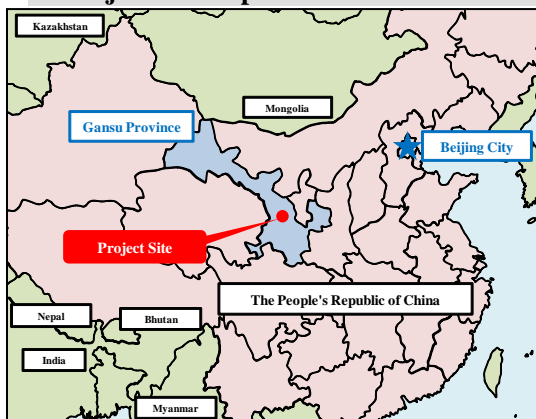 Kazakhstan
Mongolia
Gansu Province
Beijing City
Project Site
The People's Republic of China
Nepal
Bhutan
India
Myanmar